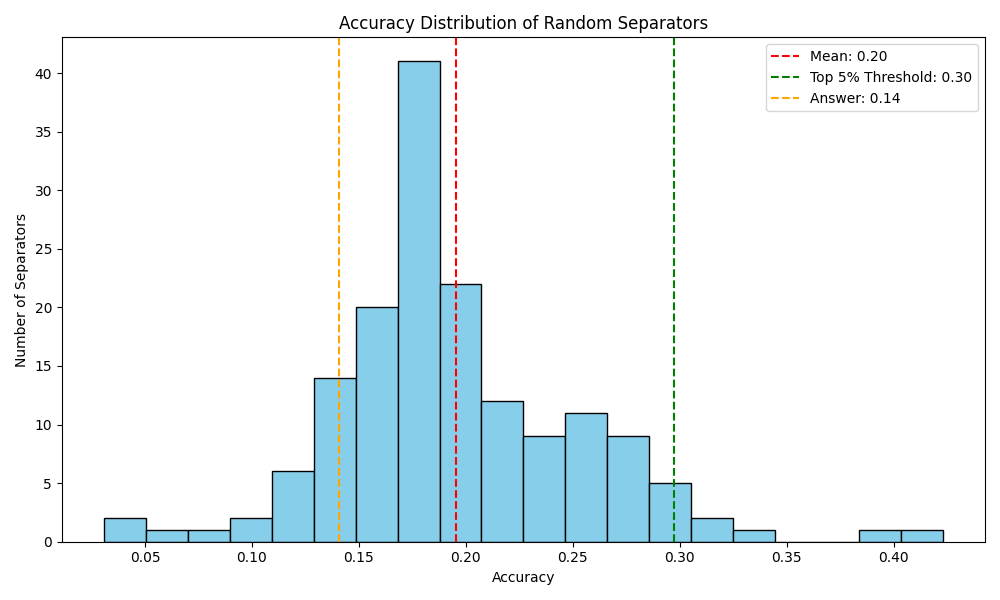 Accuracy Distribution of Random Separators
Mean: 0.20
Top 5% Threshold: 0.30
Answer: 0.14
Number of Separators
40
35
30
25
20
15
10
5
0
0.05 0.10 0.15 0.20 0.25 0.30 0.35 0.40
Accuracy